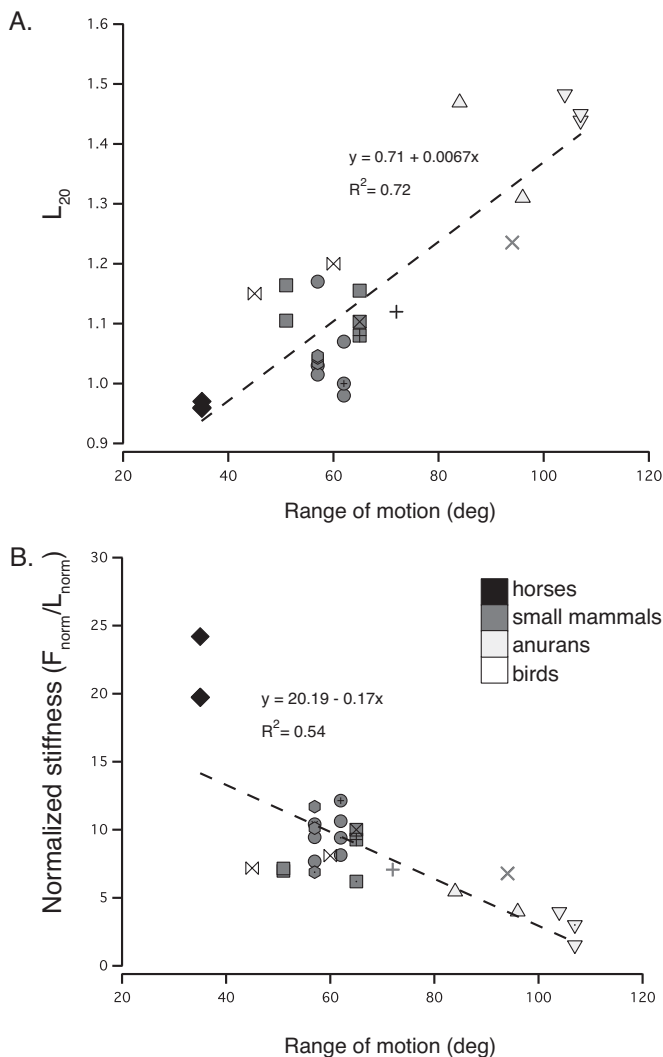 A.
1.6
1.5
1.4
1.3
1.2
1.1
1.0
0.9
L20
y = 0.71 + 0.0067x
R2= 0.72
20 40 60 80 100 120
Range of motion (deg)
B.
30
25
20
15
10
5
0
Normalized stiffness (Fnorm/Lnorm)
horses
small mammals
anurans
birds
y = 20.19 - 0.17x
R2= 0.54
20 40 60 80 100 120
Range of motion (deg)